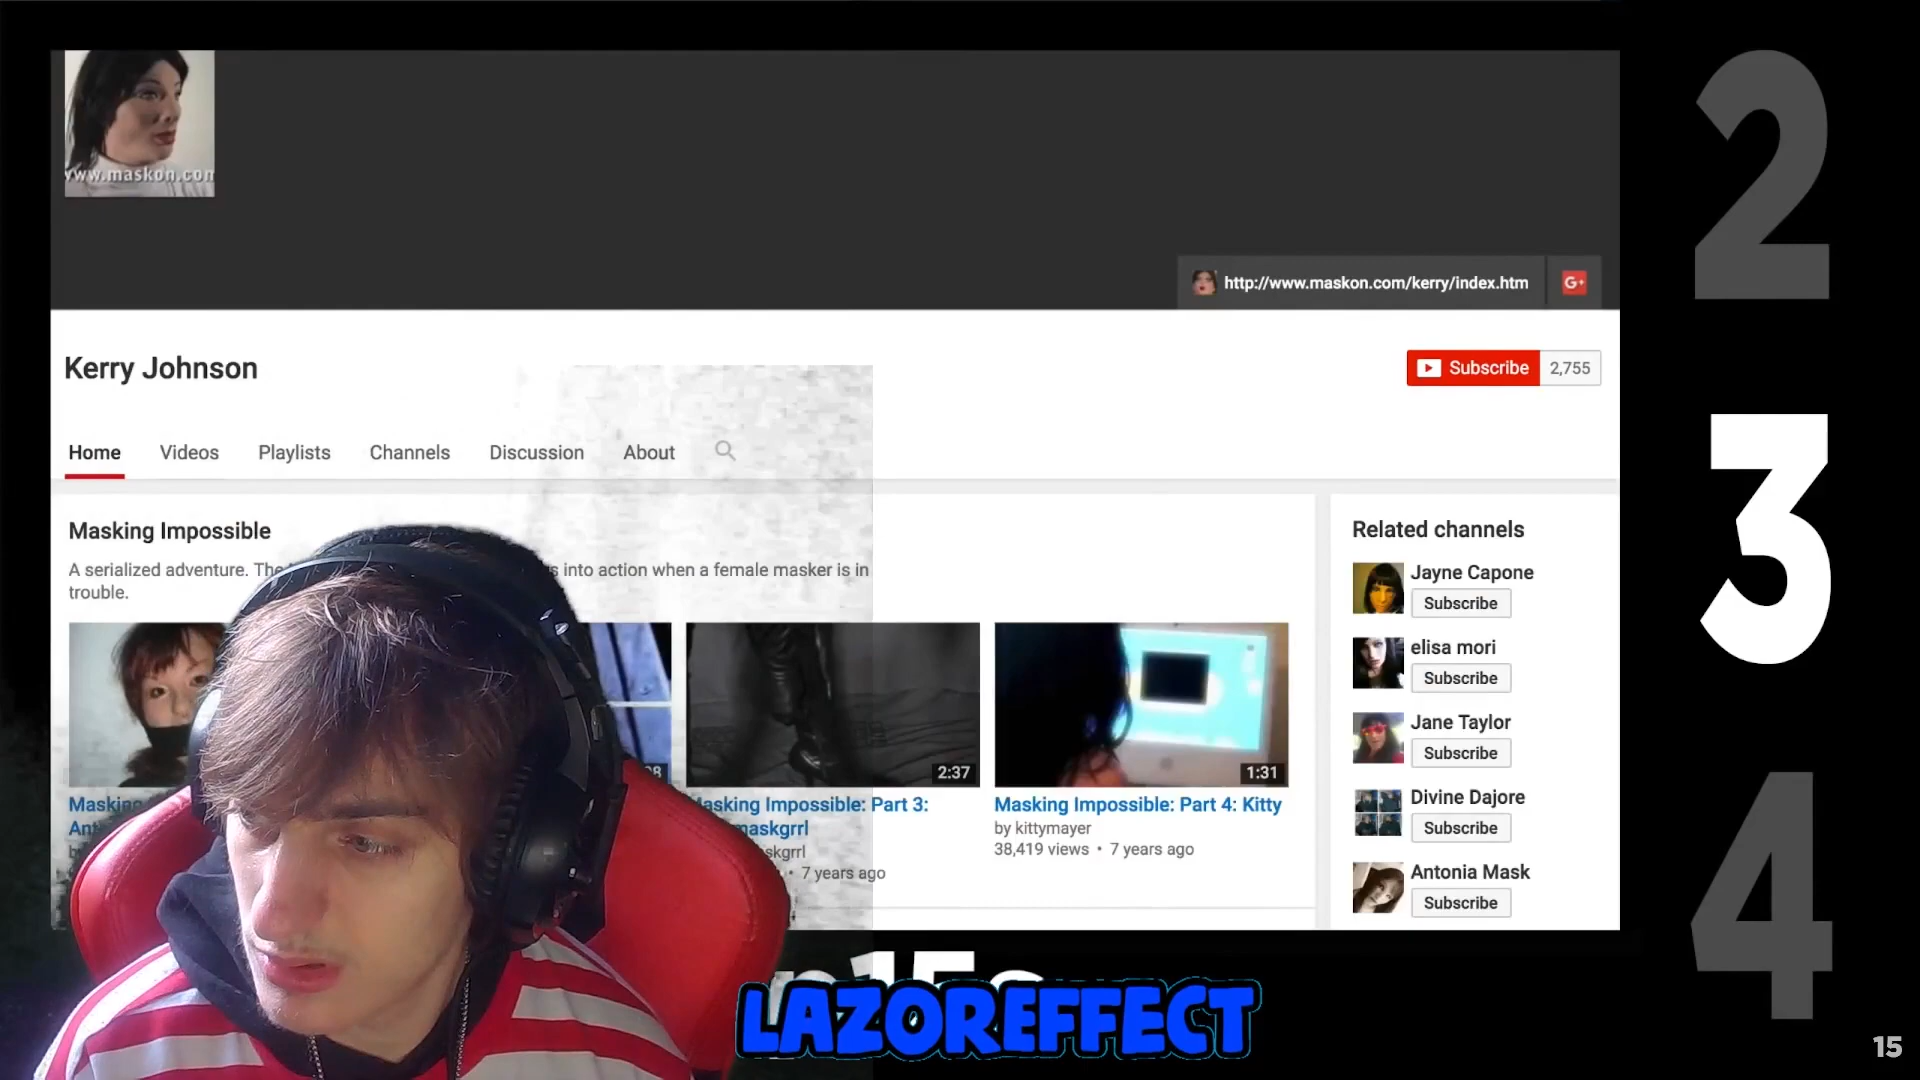 2
www.maskon.com
http://www.maskon.com/kerry/index.htm
G+
Kerry Johnson
Subscribe 2,755
3
Home Videos Playlists Channels Discussion About
Masking Impossible
A serialized adventure. The
into action when a female masker is in
trouble.
2:37
1:31
Masking
Masking Impossible: Part 3:
maskgrrl
7 years ago
Masking Impossible: Part 4: Kitty
by kittymayer
38,419 views • 7 years ago
Related channels
Jayne Capone
Subscribe
elisa mori
Subscribe
Jane Taylor
Subscribe
Divine Dajore
Subscribe
Antonia Mask
Subscribe
4
LAZOREFFECT
15